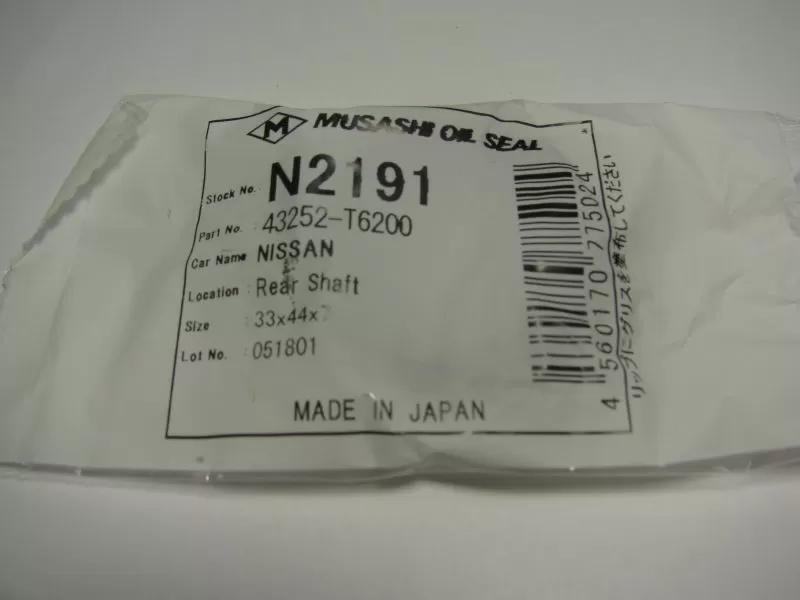 M MUSASHI OIL SEAL
Stock No. : N2191
Part No. : 43252-T6200
Car Name : NISSAN
Location : Rear Shaft
Size : 33x44x7
Lot No. : 051801
MADE IN JAPAN
4 560170 775024
リップにグリスを塗布してください